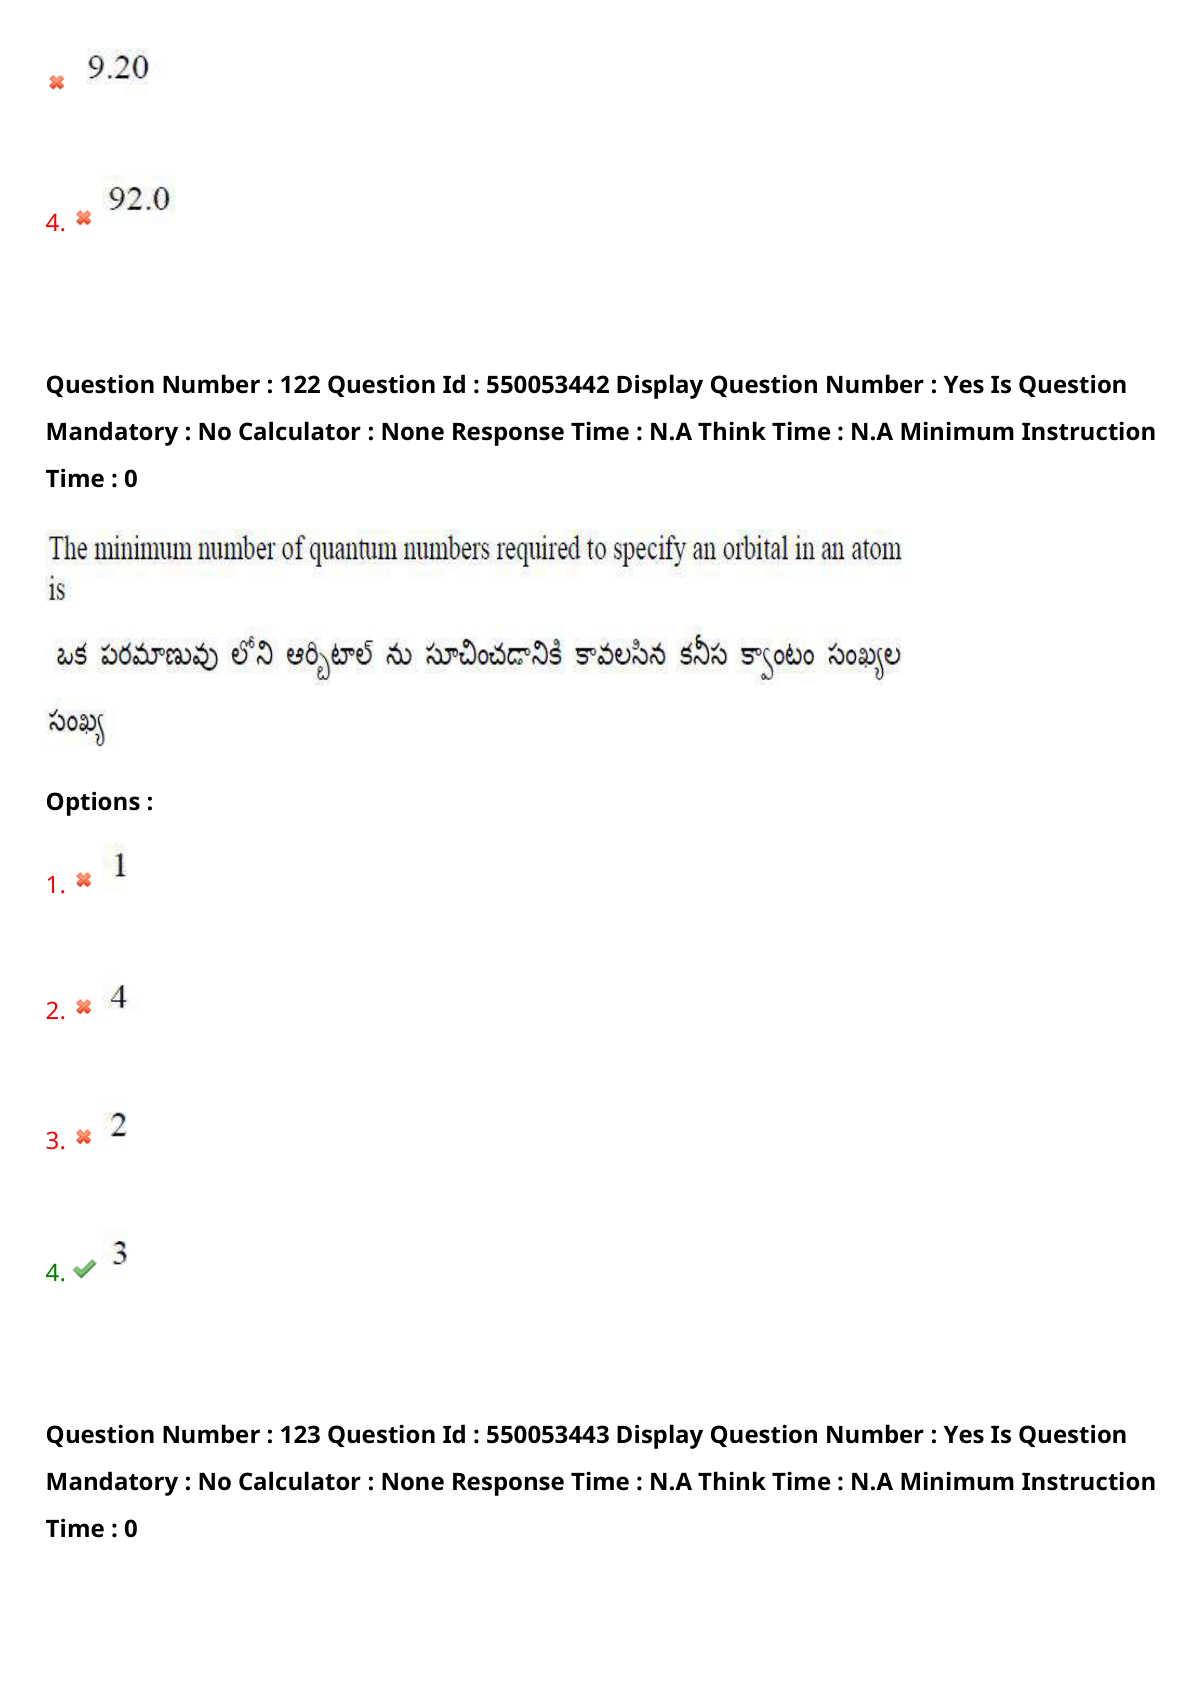 9.20
4. 92.0
Question Number : 122 Question Id : 550053442 Display Question Number : Yes Is Question
Mandatory : No Calculator : None Response Time : N.A Think Time : N.A Minimum Instruction
Time : 0
The minimum number of quantum numbers required to specify an orbital in an atom
is
ఒక పరమాణువు లోని ఆర్బిటాల్ ను సూచించడానికి కావలసిన కనీస క్వాంటం సంఖ్యల
సంఖ్య
Options :
1. 1
2. 4
3. 2
4. 3
Question Number : 123 Question Id : 550053443 Display Question Number : Yes Is Question
Mandatory : No Calculator : None Response Time : N.A Think Time : N.A Minimum Instruction
Time : 0